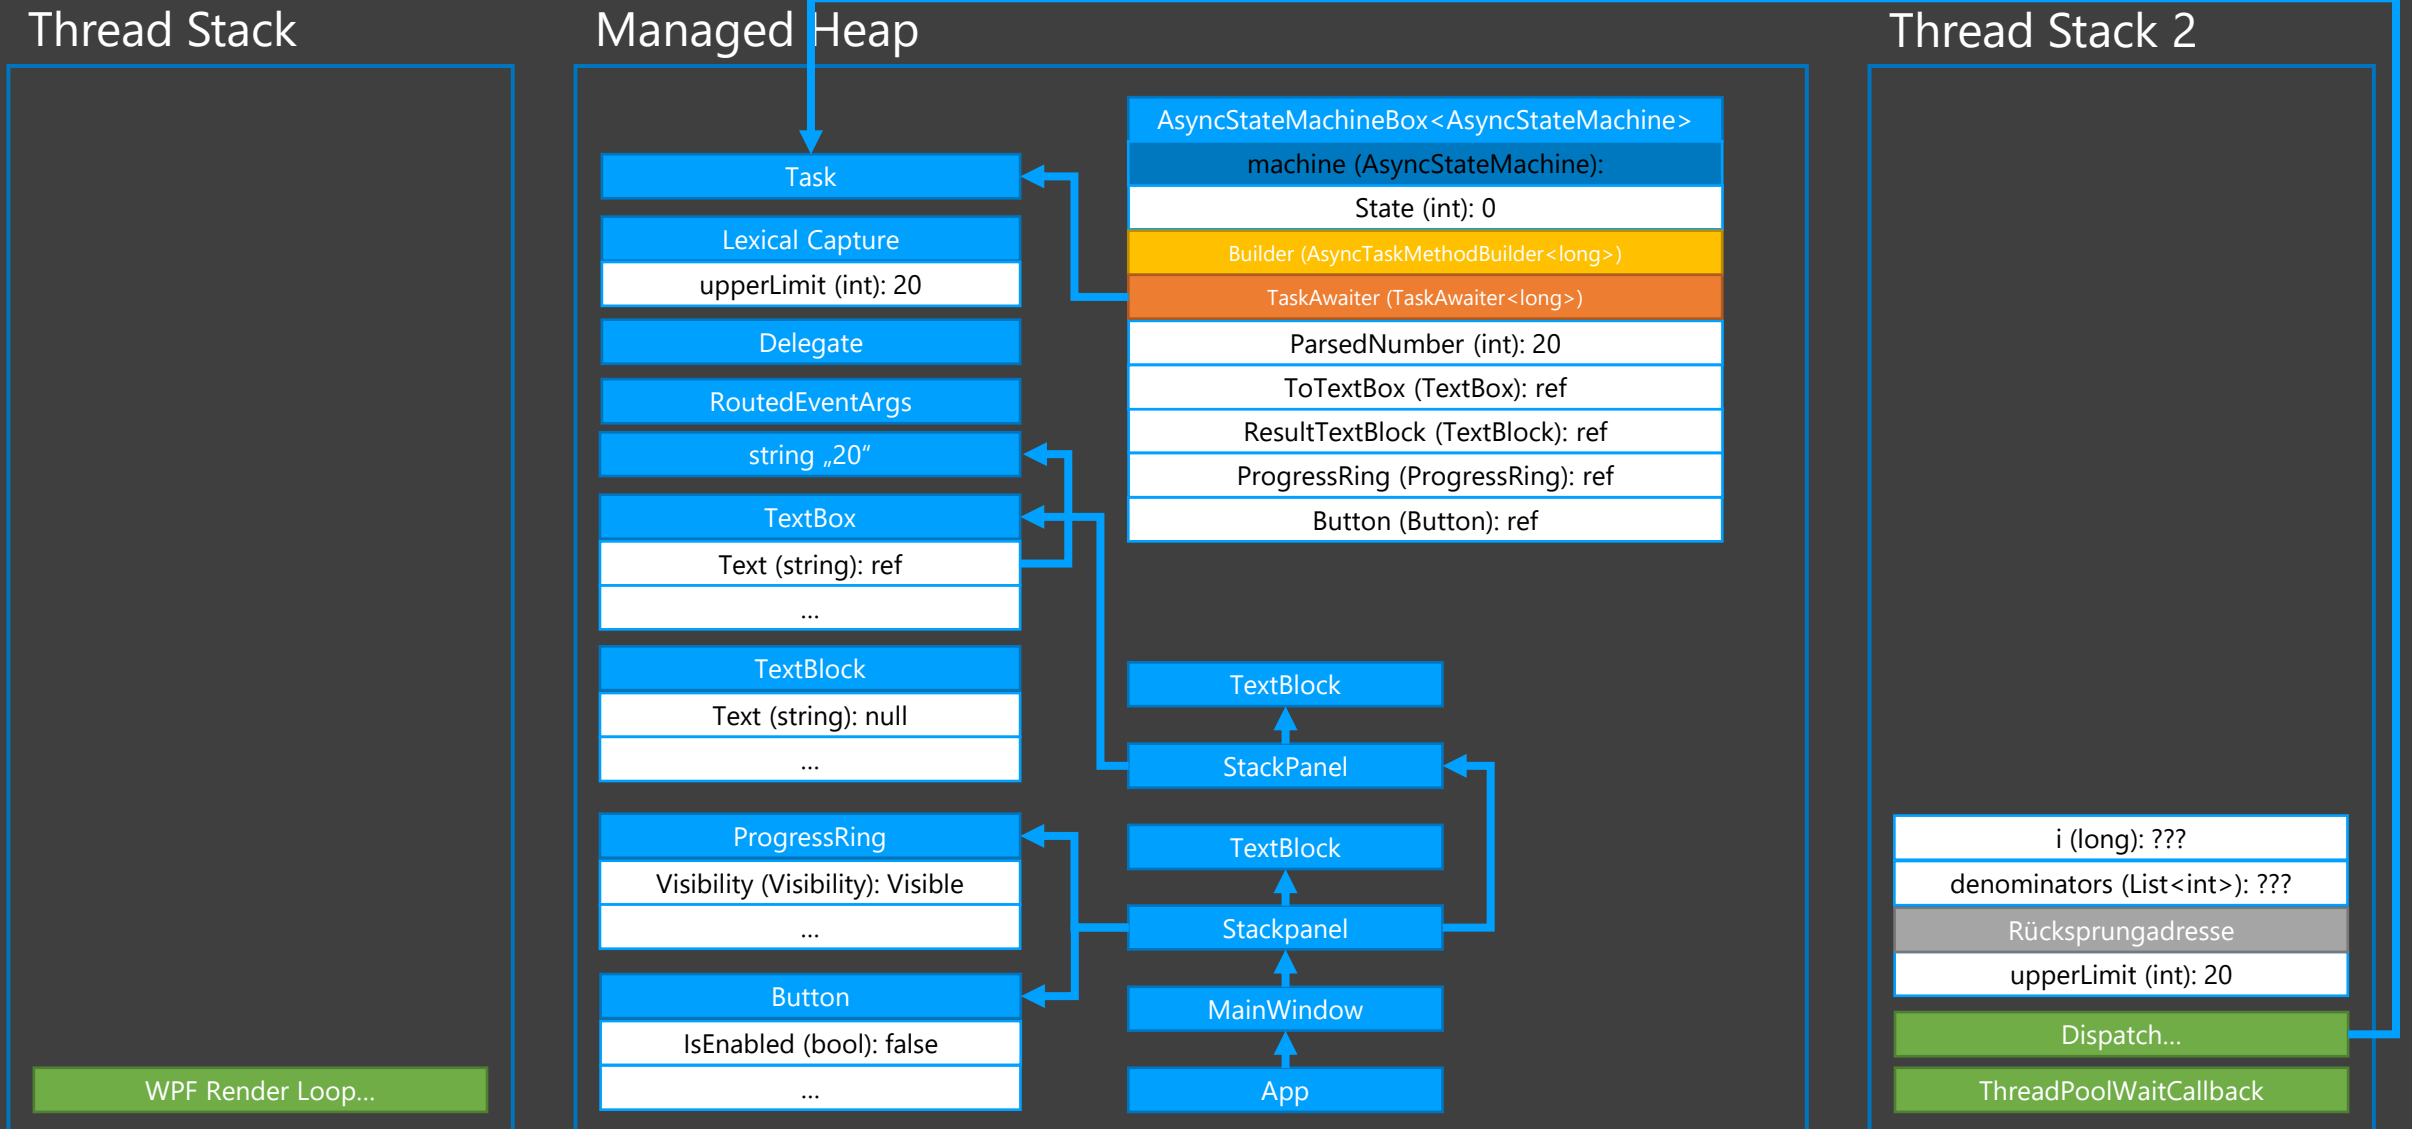 Thread Stack
WPF Render Loop...
Managed Heap
Task
Lexical Capture
upperLimit (int): 20
Delegate
RoutedEventArgs
string „20“
TextBox
Text (string): ref
...
TextBlock
Text (string): null
...
ProgressRing
Visibility (Visibility): Visible
...
Button
IsEnabled (bool): false
...
AsyncStateMachineBox<AsyncStateMachine>
machine (AsyncStateMachine):
State (int): 0
Builder (AsyncTaskMethodBuilder<long>)
TaskAwaiter (TaskAwaiter<long>)
ParsedNumber (int): 20
ToTextBox (TextBox): ref
ResultTextBlock (TextBlock): ref
ProgressRing (ProgressRing): ref
Button (Button): ref
TextBlock
StackPanel
TextBlock
Stackpanel
MainWindow
App
Thread Stack 2
i (long): ???
denominators (List<int>): ???
Rücksprungadresse
upperLimit (int): 20
Dispatch...
ThreadPoolWaitCallback